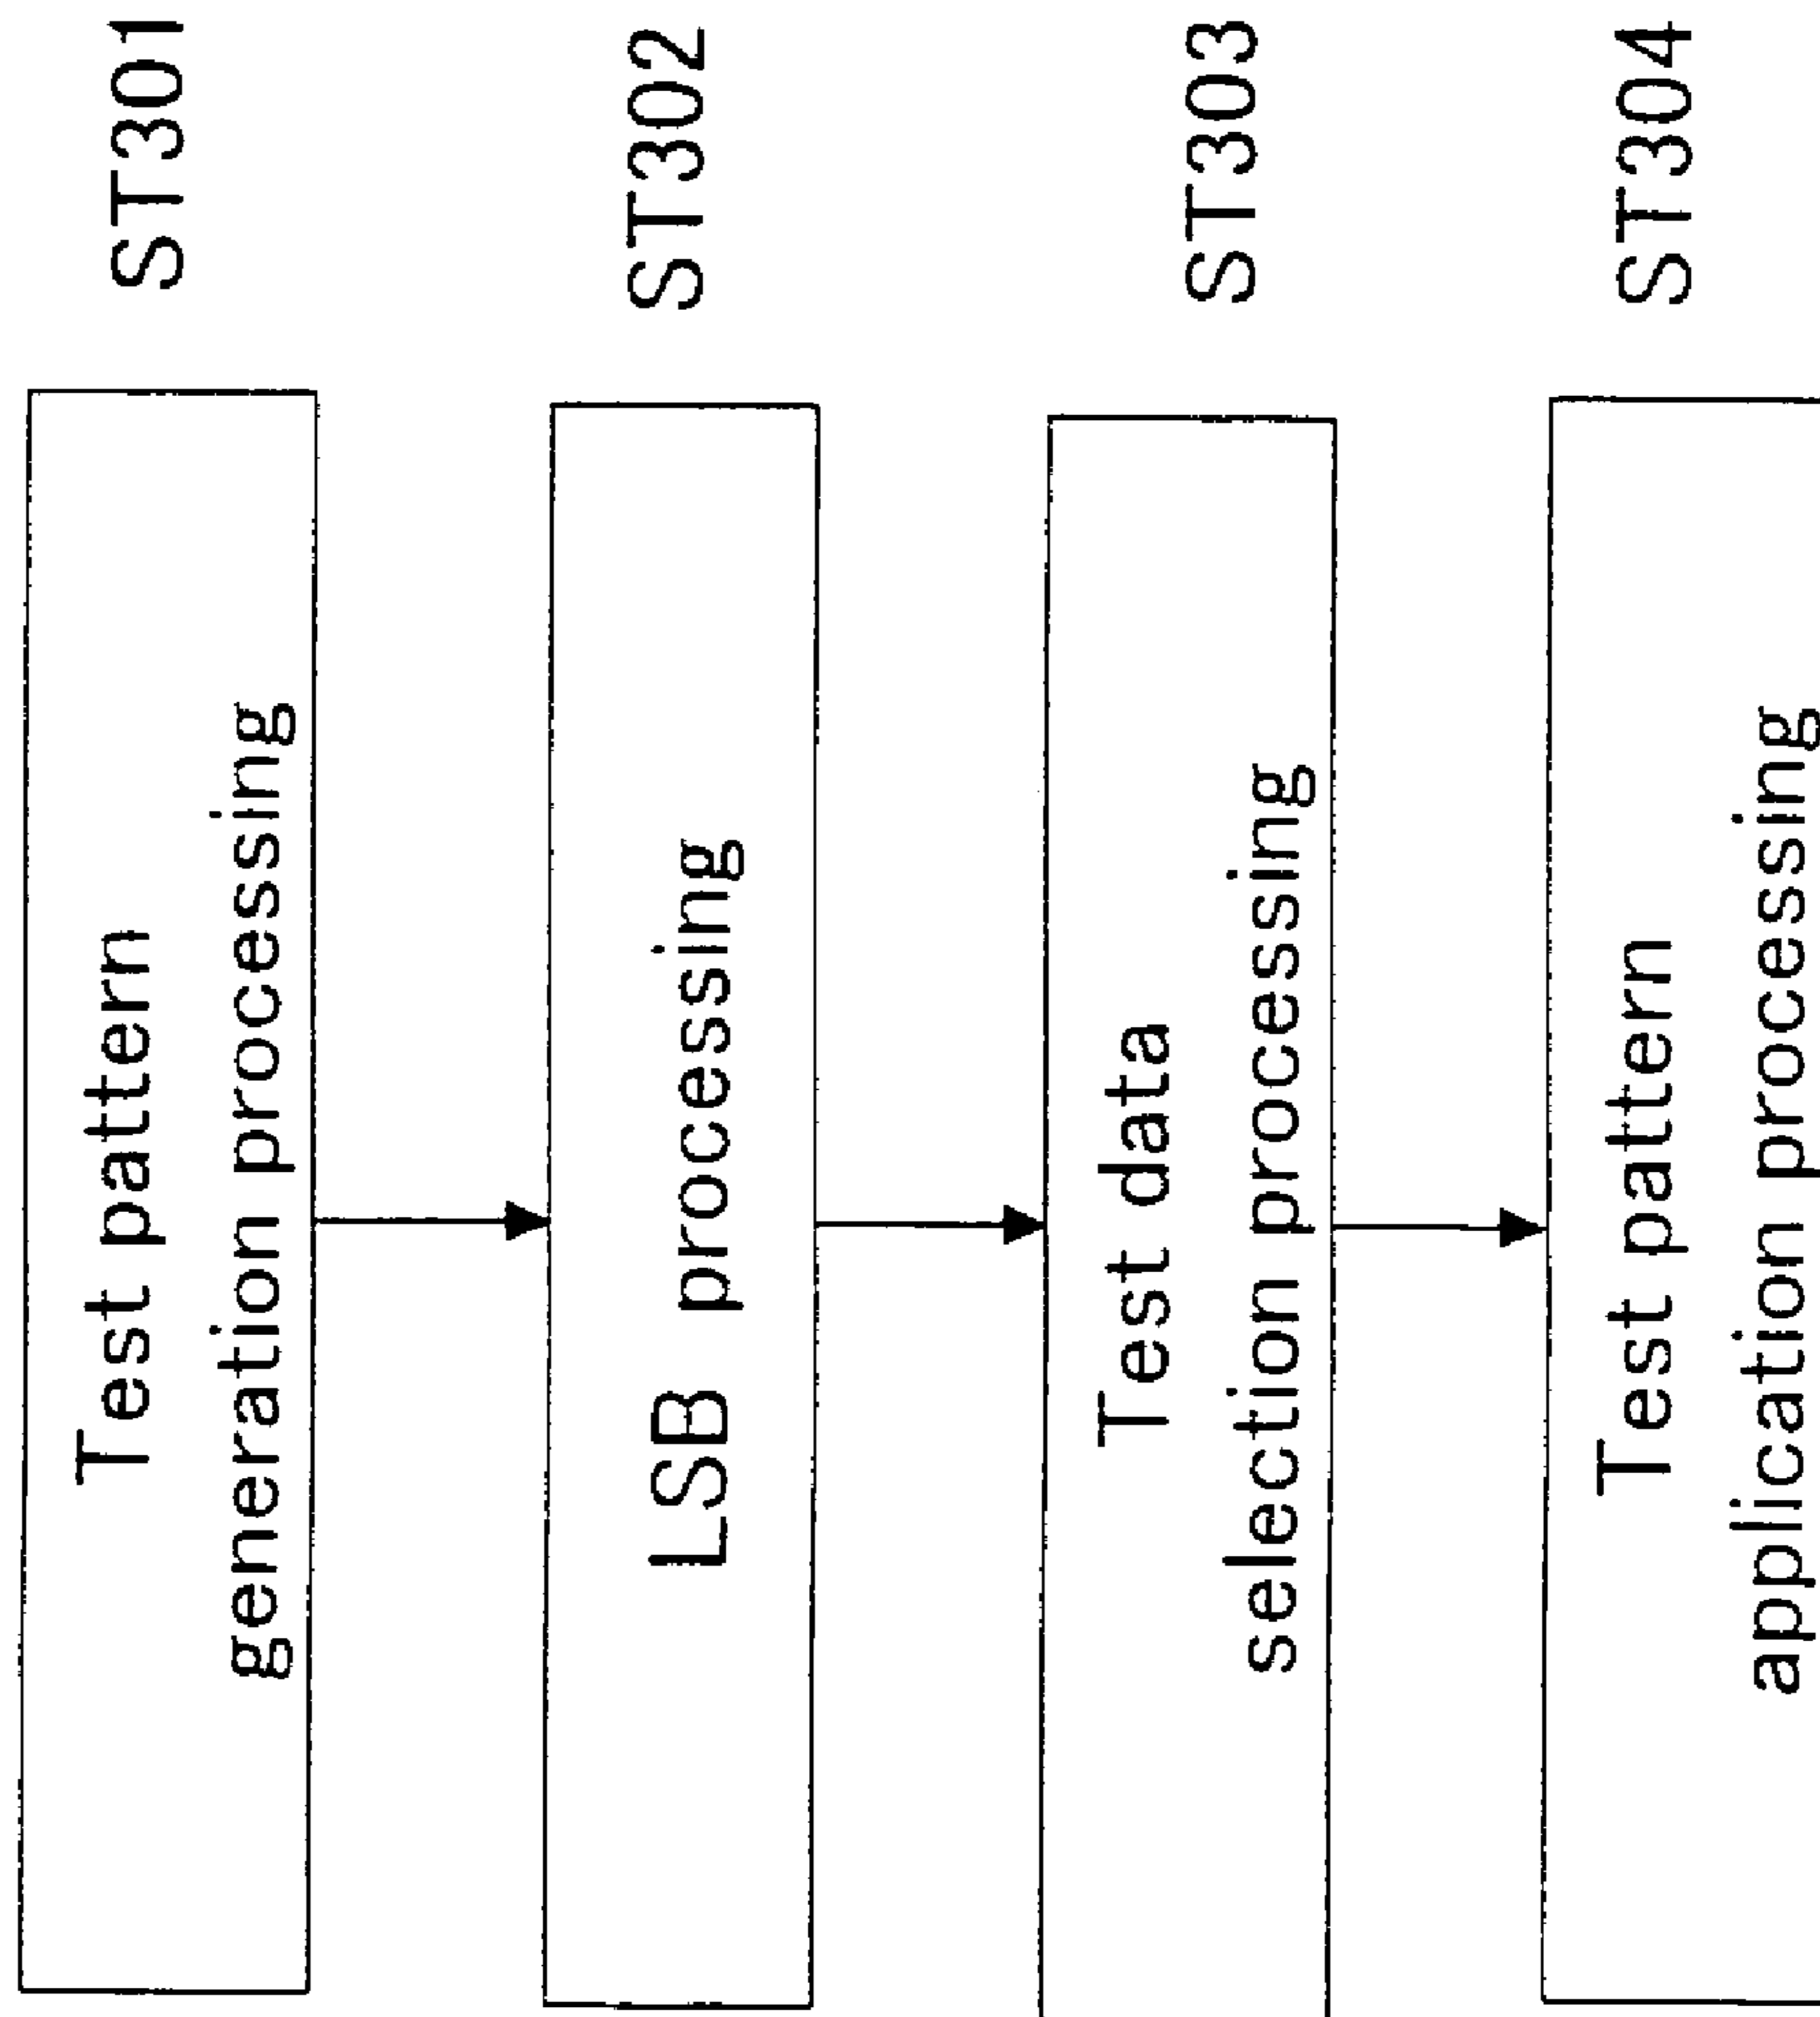 Test pattern
generation processing
ST301
LSB processing
ST302
Test data
selection processing
ST303
Test pattern
application processing
ST304